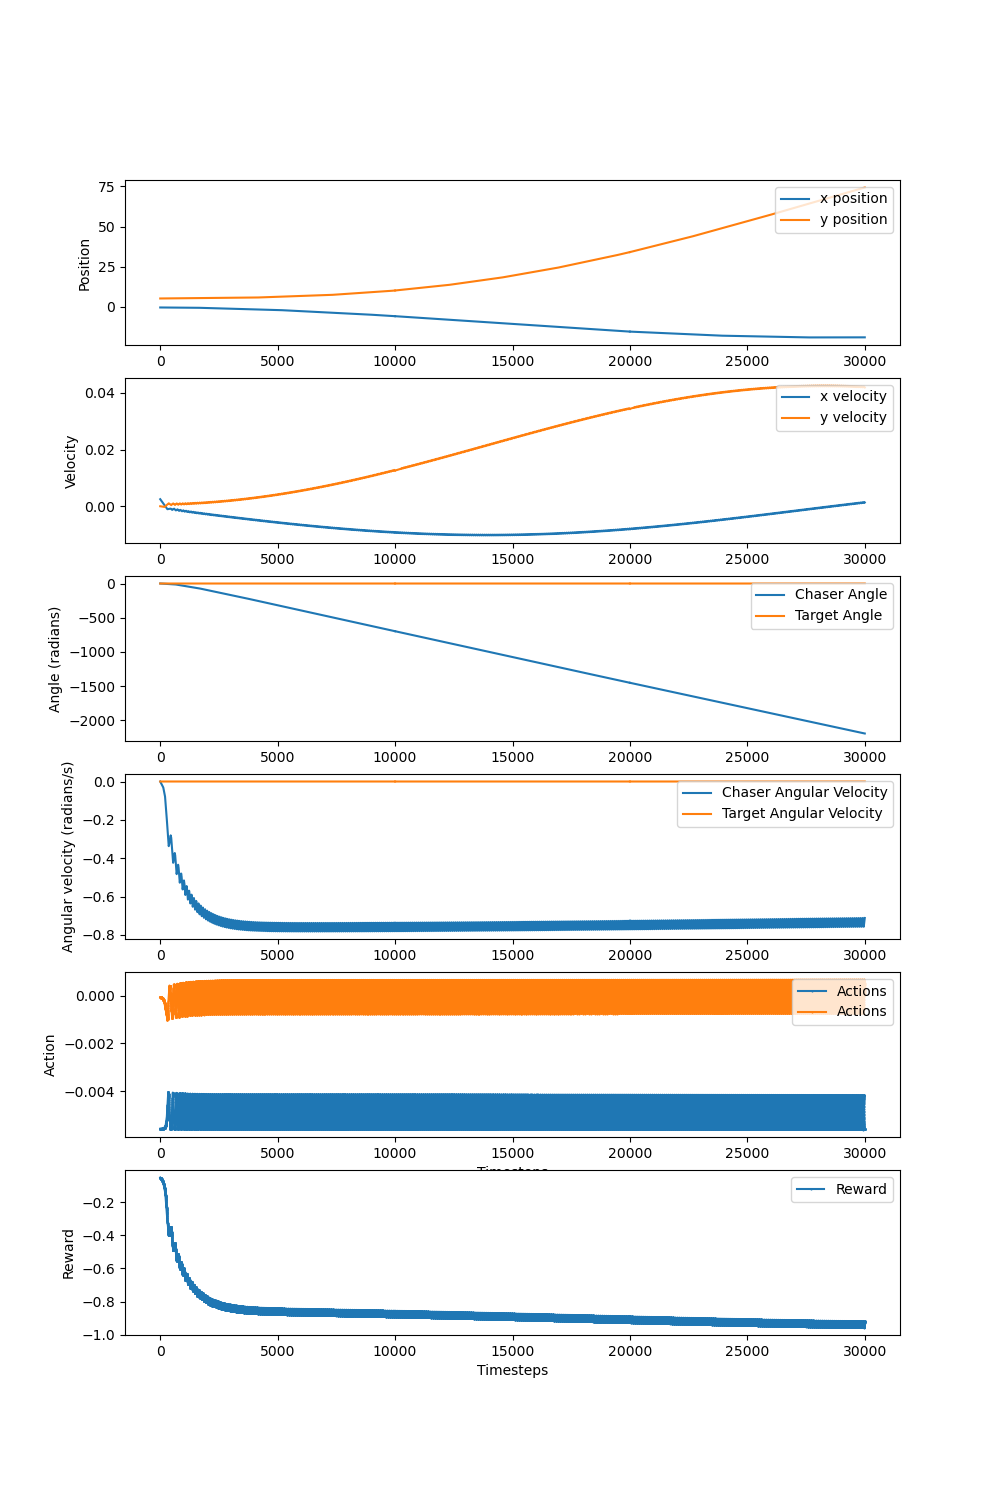 Position
75
50
25
0
x position
y position
0 5000 10000 15000 20000 25000 30000
Velocity
0.04
0.02
0.00
x velocity
y velocity
0 5000 10000 15000 20000 25000 30000
Angle (radians)
0
−500
−1000
−1500
−2000
Chaser Angle
Target Angle
0 5000 10000 15000 20000 25000 30000
Angular velocity (radians/s)
0.0
−0.2
−0.4
−0.6
−0.8
Chaser Angular Velocity
Target Angular Velocity
0 5000 10000 15000 20000 25000 30000
Action
0.000
−0.002
−0.004
Actions
Actions
0 5000 10000 15000 20000 25000 30000
Timesteps
Reward
−0.2
−0.4
−0.6
−0.8
−1.0
Reward
0 5000 10000 15000 20000 25000 30000
Timesteps